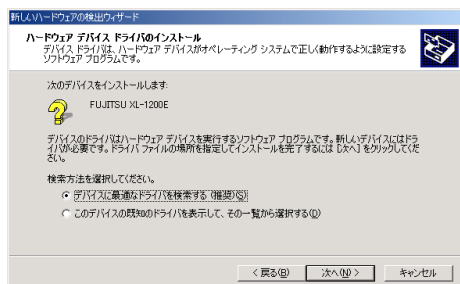 新しいハードウェアの検出ウィザード
ハードウェア デバイス ドライバのインストール
デバイス ドライバは、ハードウェア デバイスがオペレーティング システムで正しく動作するように設定する
ソフトウェア プログラムです。
次のデバイスをインストールします:
FUJITSU XL-1200E
デバイスのドライバはハードウェア デバイスを実行するソフトウェア プログラムです。新しいデバイスにはドラ
イバが必要です。ドライバ ファイルの場所を指定してインストールを完了するには [次へ] をクリックしてくだ
さい。
検索方法を選択してください。
デバイスに最適なドライバを検索する (推奨)(S)
このデバイスの既知のドライバを表示して、その一覧から選択する(D)
< 戻る(B)
次へ(N) >
キャンセル